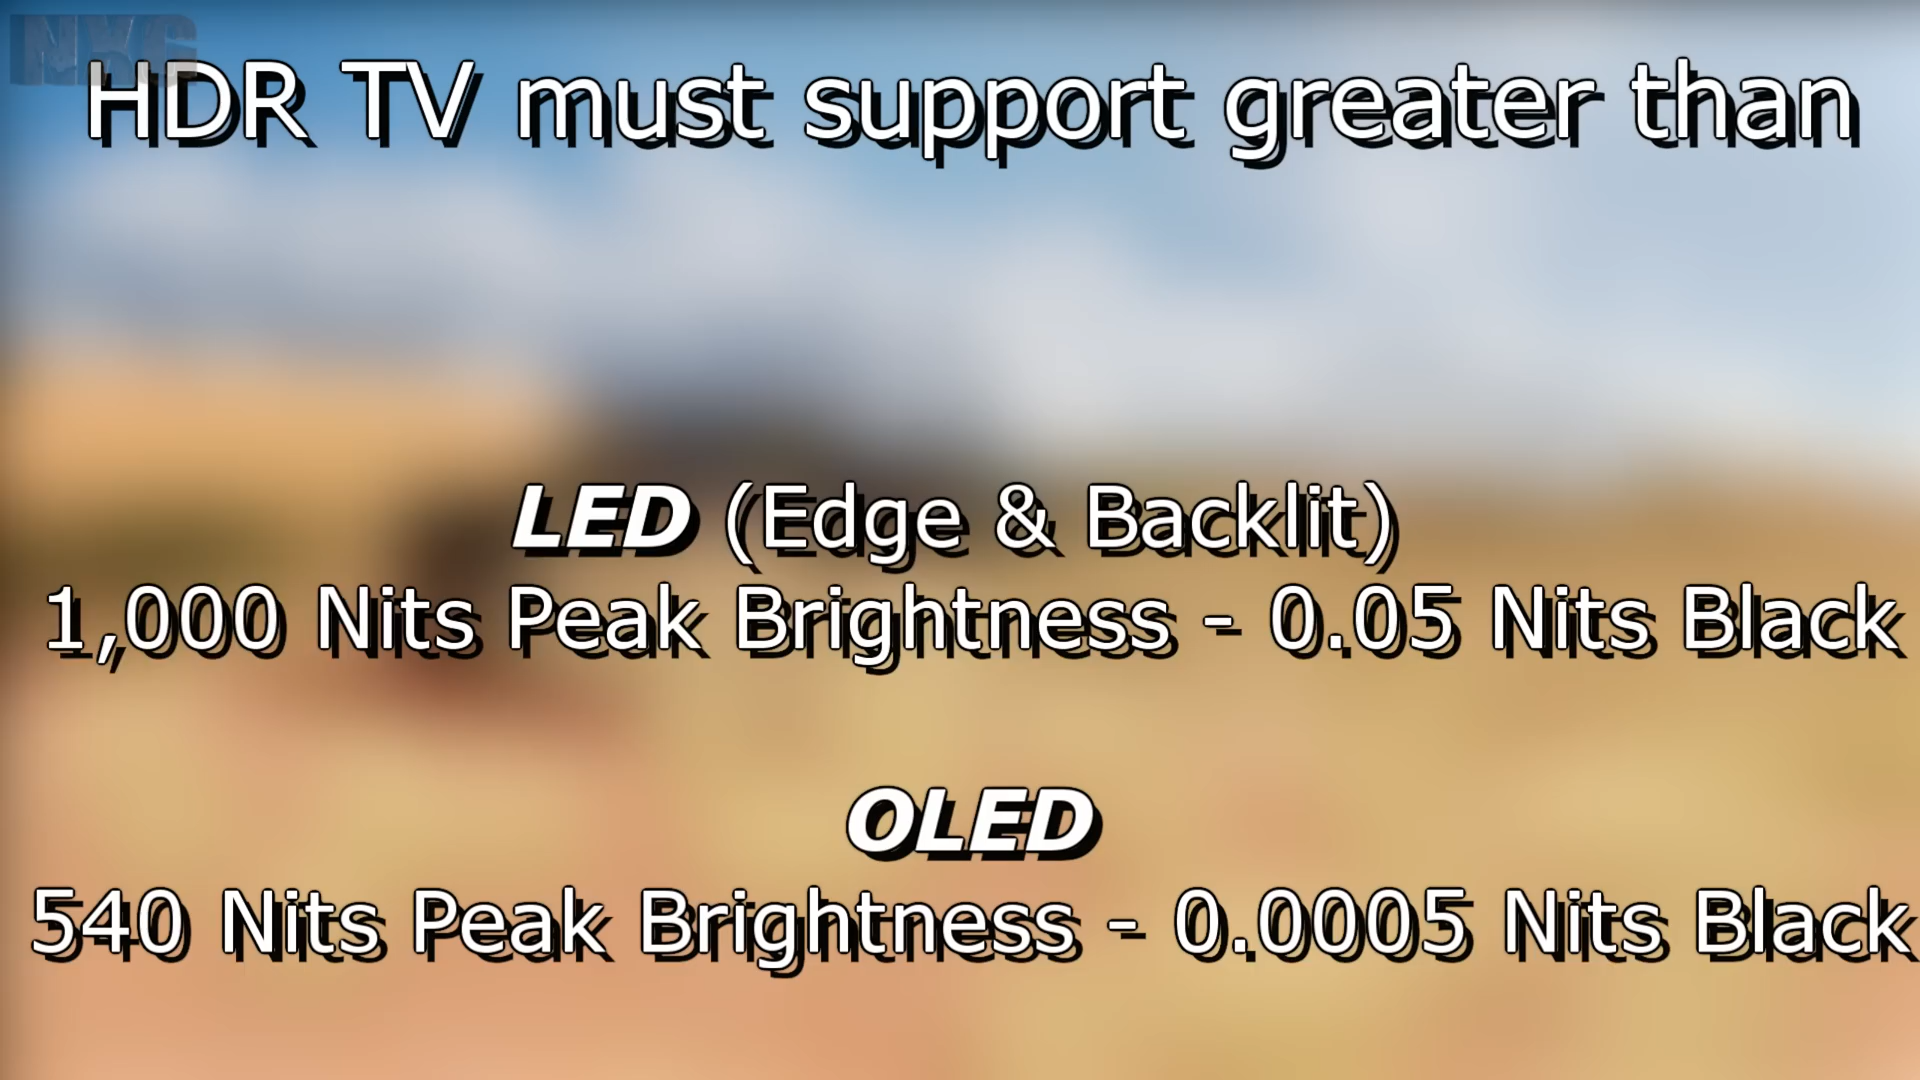 NYC
HDR TV must support greater than
LED (Edge & Backlit)
1,000 Nits Peak Brightness - 0.05 Nits Black
OLED
540 Nits Peak Brightness - 0.0005 Nits Black